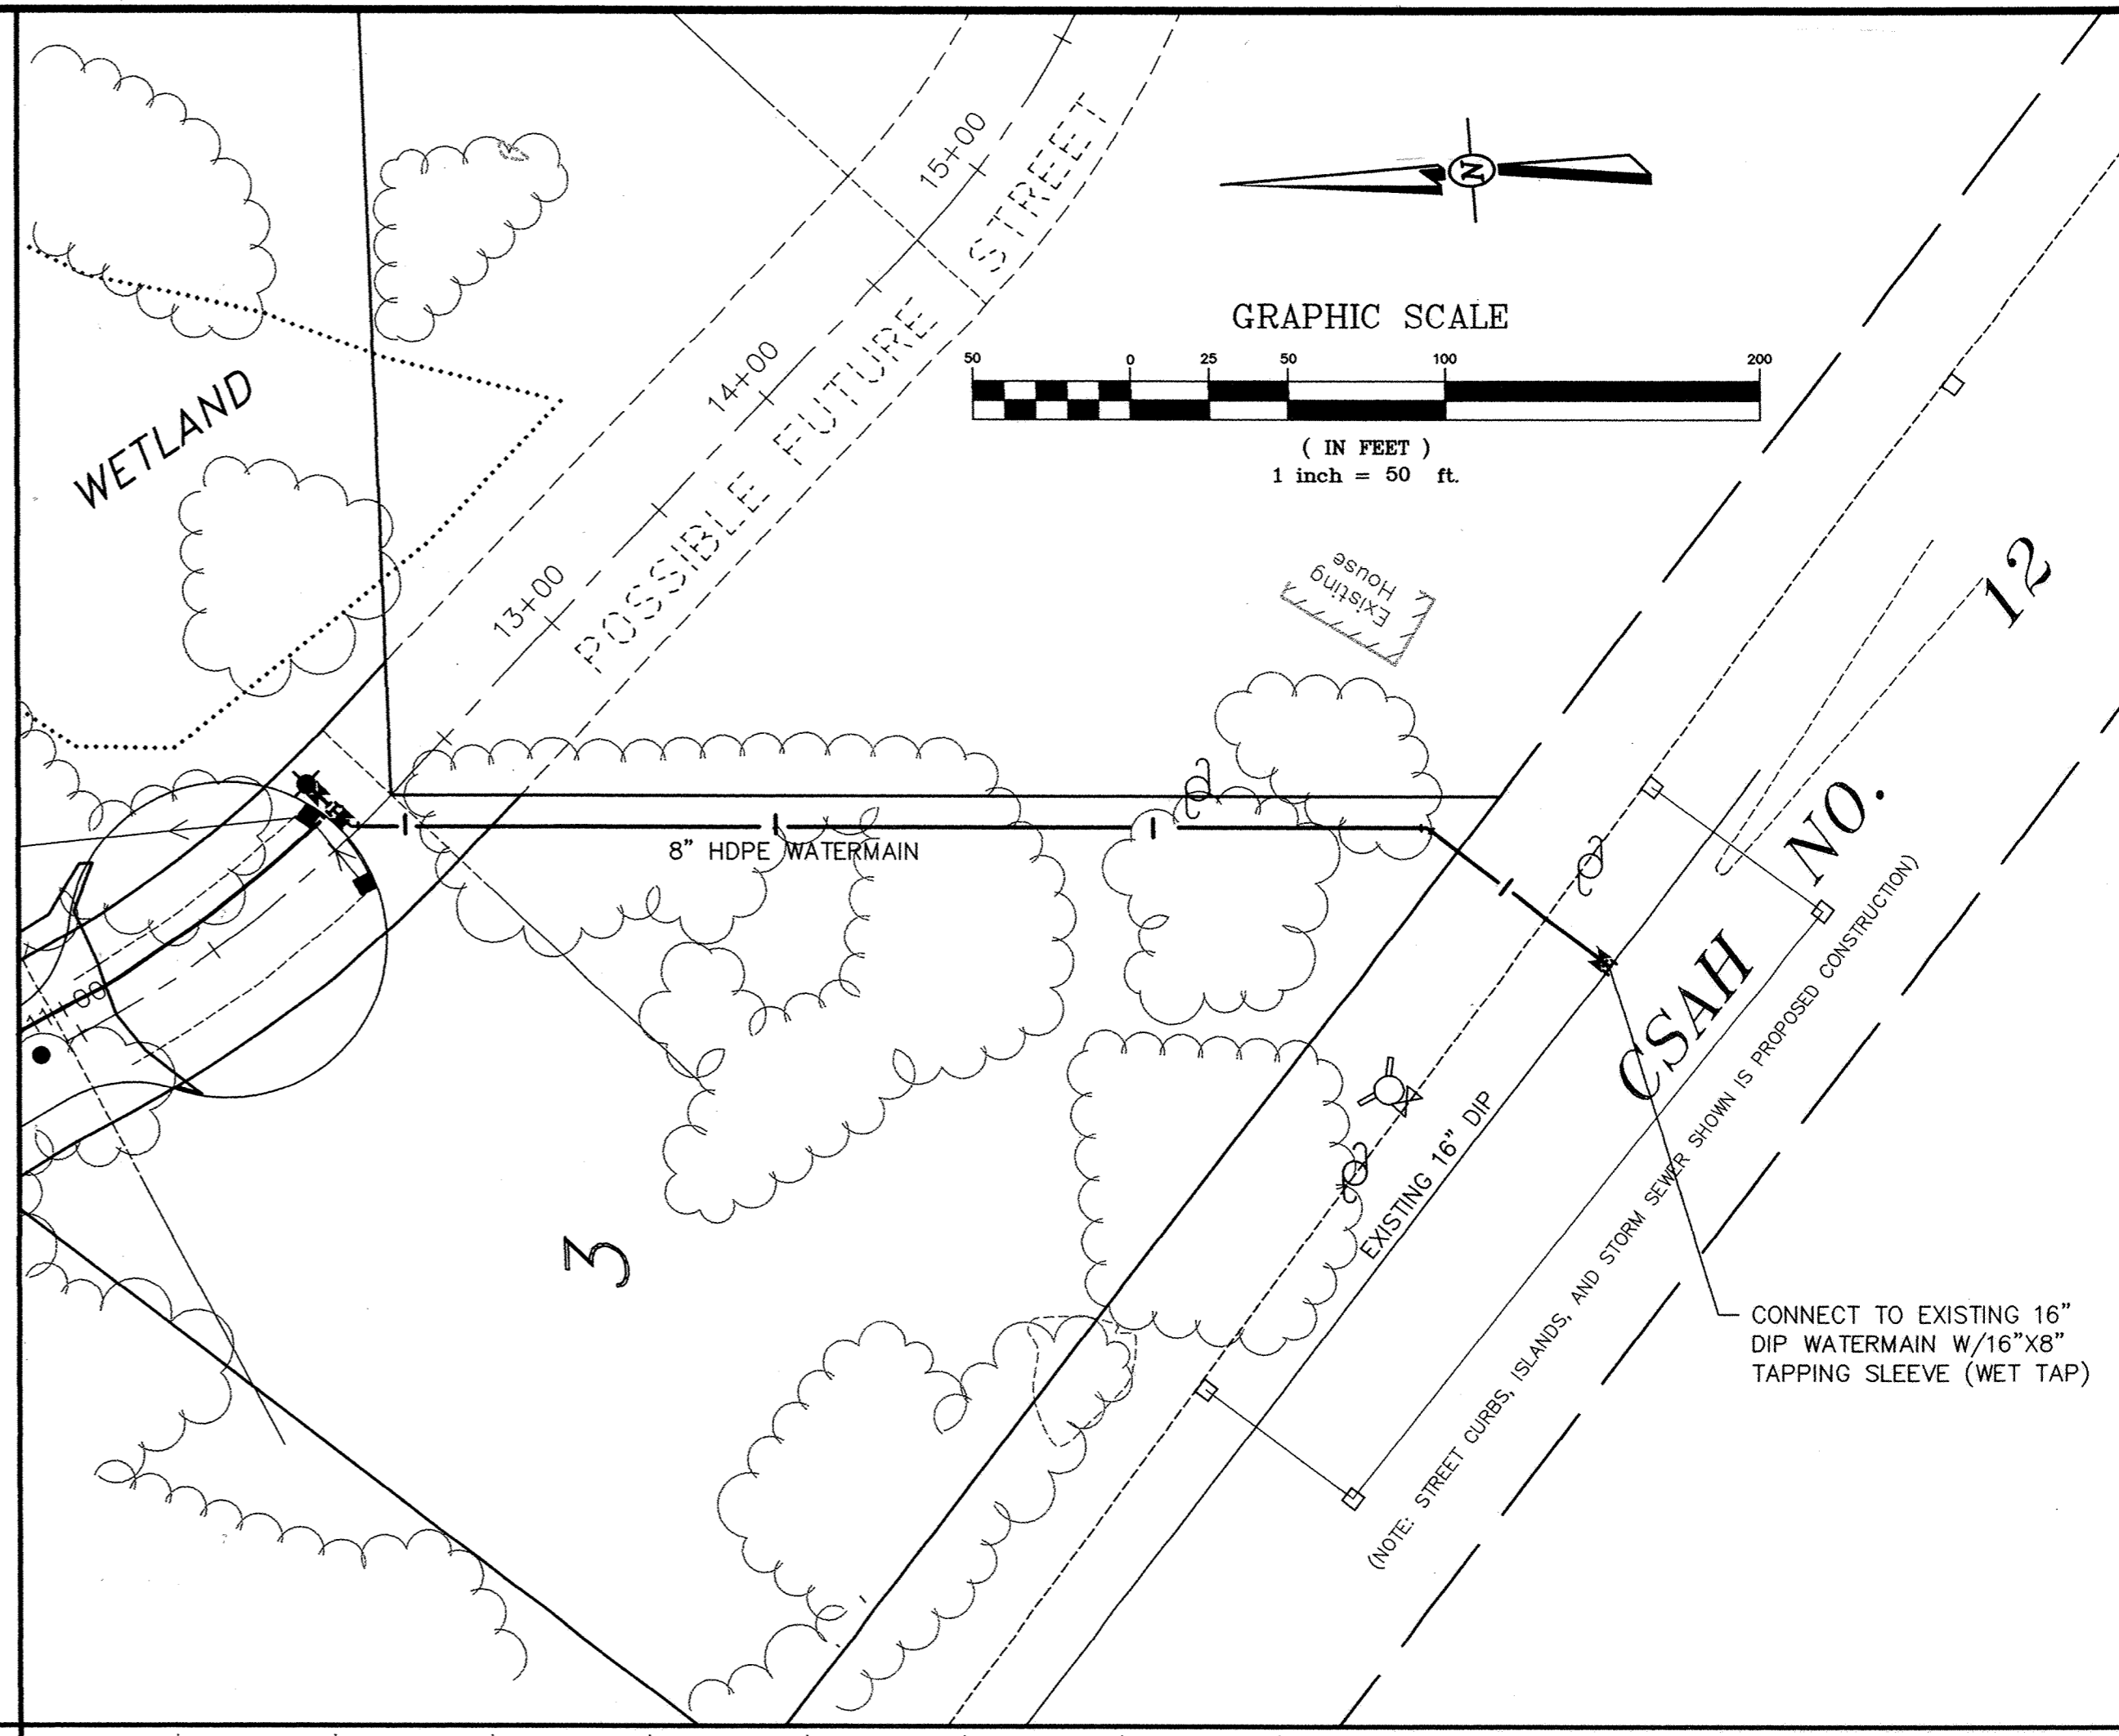 15+00
STREET
N
GRAPHIC SCALE
50 0 25 50 100 200
( IN FEET )
1 inch = 50 ft.
WETLAND
14+00
POSSIBLE FUTURE
13+00
Existing
House
12
NO.
CSAH
8" HDPE WATERMAIN
11+00
EXISTING 16" DIP
(NOTE: STREET CURBS, ISLANDS, AND STORM SEWER SHOWN IS PROPOSED CONSTRUCTION)
3
CONNECT TO EXISTING 16"
DIP WATERMAIN W/16"X8"
TAPPING SLEEVE (WET TAP)